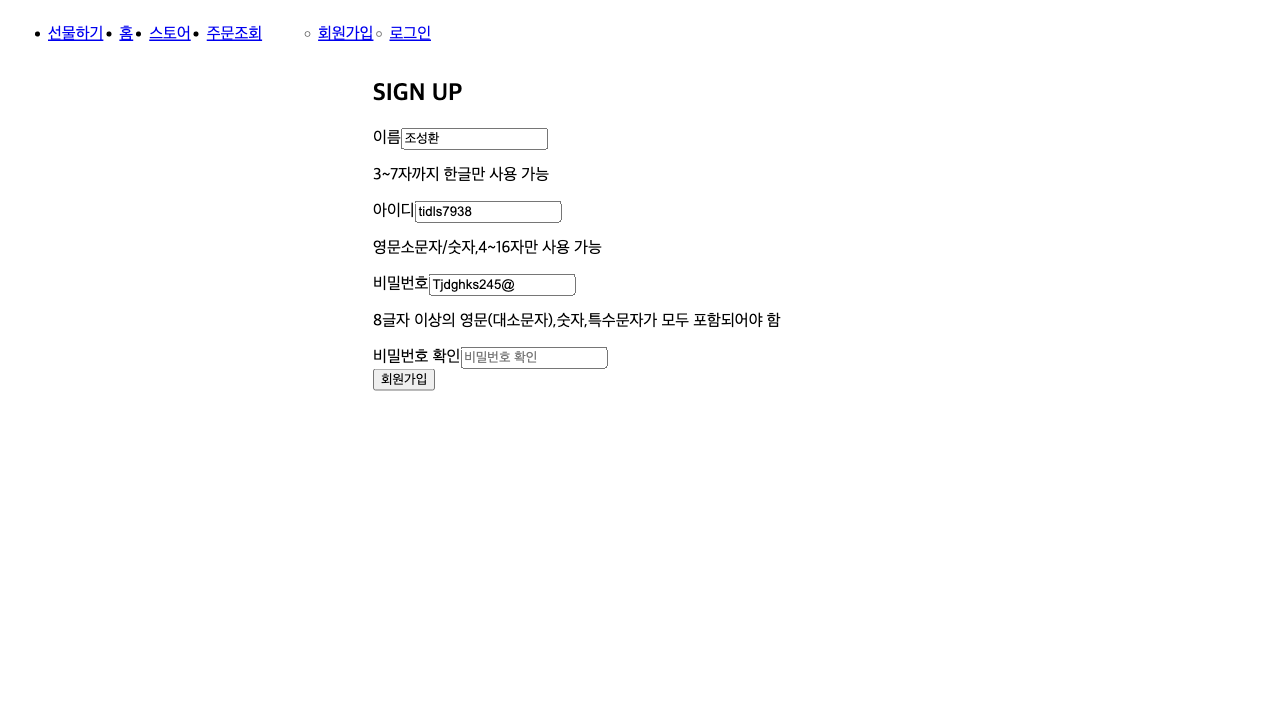 선물하기 홈 스토어 주문조회 회원가입 로그인
SIGN UP
이름 조성환
3~7자까지 한글만 사용 가능
아이디 tidls7938
영문소문자/숫자,4~16자만 사용 가능
비밀번호 Tjdghks245@
8글자 이상의 영문(대소문자),숫자,특수문자가 모두 포함되어야 함
비밀번호 확인 비밀번호 확인
회원가입